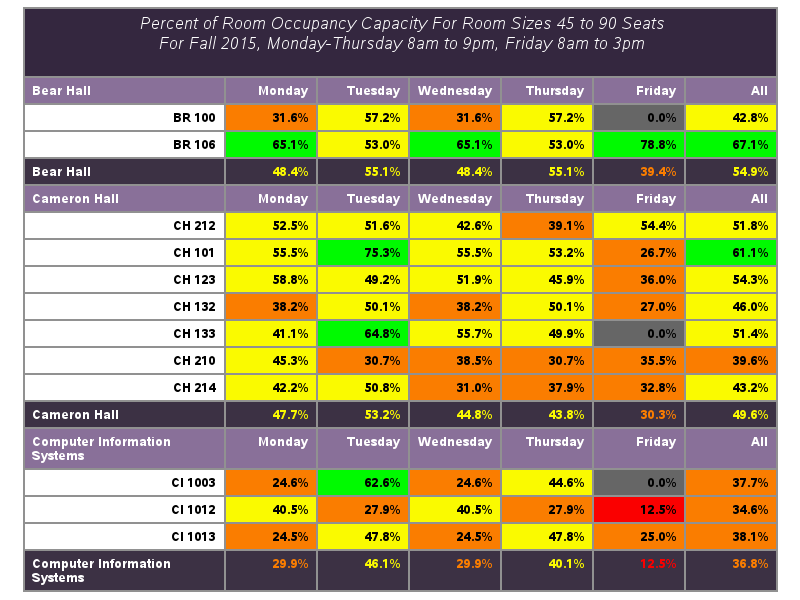 Percent of Room Occupancy Capacity For Room Sizes 45 to 90 Seats
For Fall 2015, Monday-Thursday 8am to 9pm, Friday 8am to 3pm
Bear Hall Monday Tuesday Wednesday Thursday Friday All
BR 100 31.6% 57.2% 31.6% 57.2% 0.0% 42.8%
BR 106 65.1% 53.0% 65.1% 53.0% 78.8% 67.1%
Bear Hall 48.4% 55.1% 48.4% 55.1% 39.4% 54.9%
Cameron Hall Monday Tuesday Wednesday Thursday Friday All
CH 212 52.5% 51.6% 42.6% 39.1% 54.4% 51.8%
CH 101 55.5% 75.3% 55.5% 53.2% 26.7% 61.1%
CH 123 58.8% 49.2% 51.9% 45.9% 36.0% 54.3%
CH 132 38.2% 50.1% 38.2% 50.1% 27.0% 46.0%
CH 133 41.1% 64.8% 55.7% 49.9% 0.0% 51.4%
CH 210 45.3% 30.7% 38.5% 30.7% 35.5% 39.6%
CH 214 42.2% 50.8% 31.0% 37.9% 32.8% 43.2%
Cameron Hall 47.7% 53.2% 44.8% 43.8% 30.3% 49.6%
Computer Information Monday Tuesday Wednesday Thursday Friday All
Systems
CI 1003 24.6% 62.6% 24.6% 44.6% 0.0% 37.7%
CI 1012 40.5% 27.9% 40.5% 27.9% 12.5% 34.6%
CI 1013 24.5% 47.8% 24.5% 47.8% 25.0% 38.1%
Computer Information 29.9% 46.1% 29.9% 40.1% 12.5% 36.8%
Systems